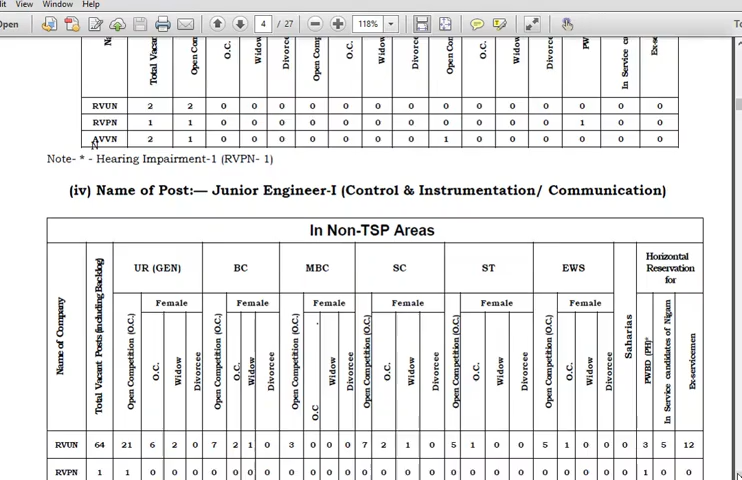 View Window Help
Open 4 / 27 118%
Total Vacant Open Con O.C. Widow Divorcee Open Com O.C. Widow Divorcee Open Com O.C. Widow Divorcee PW In Service ca
RVUN 2 2 0 0 0 0 0 0 0 0 0 0 0 0 0 0
RVPN 1 1 0 0 0 0 0 0 0 0 0 0 0 1 0 0
AVVN 2 1 0 0 0 0 0 0 0 1 0 0 0 0 0 0
Note- * - Hearing Impairment-1 (RVPN- 1)
(iv) Name of Post:— Junior Engineer-I (Control & Instrumentation/ Communication)
In Non-TSP Areas
Name of Company Total Vacant Posts (including Backlog) UR (GEN) BC MBC SC ST EWS Saharias Horizontal Reservation for
Open Competition (O.C.) Female Open Competition (O.C.) Female Open Competition (O.C.) Female Open Competition (O.C.) Female Open Competition (O.C.) Female Open Competition (O.C.) Female PWBD (PH)* In Service candidates of Nigam Ex-servicemen
O.C. Widow Divorcee O.C. Widow Divorcee O.C Widow Divorcee O.C. Widow Divorcee O.C. Widow Divorcee O.C. Widow Divorcee
RVUN 64 21 6 2 0 7 2 1 0 3 0 0 0 7 2 1 0 5 1 0 0 5 1 0 0 0 3 5 12
RVPN 1 1 0 0 0 0 0 0 0 0 0 0 0 0 0 0 0 0 0 0 0 0 0 0 0 0 1 0 0